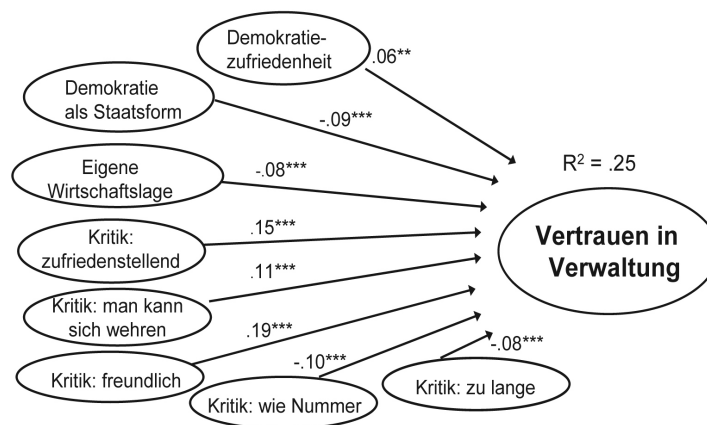 Demokratie-
zufriedenheit
.06**
Demokratie
als Staatsform
-.09***
R² = .25
Eigene
Wirtschaftslage
-.08***
Kritik:
zufriedenstellend
.15***
Vertrauen in
Verwaltung
.11***
Kritik: man kann
sich wehren
.19***
-.10***
-.08***
Kritik: freundlich
Kritik: wie Nummer
Kritik: zu lange